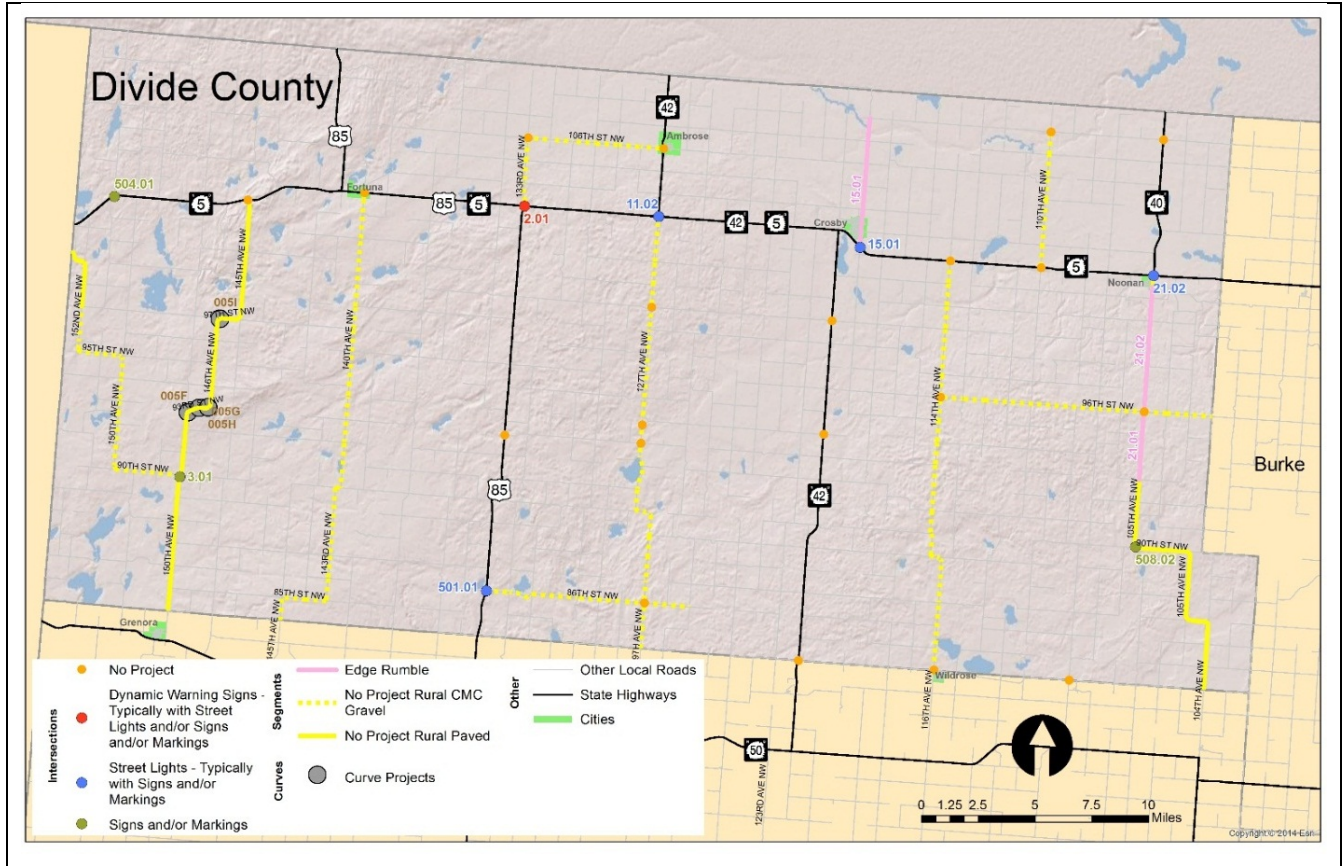 Divide County
42
85
108TH ST NW
Ambrose
133RD AVE NW
504.01
5
Fortuna
85
5
2.01
11.02
42
5
Crosby
15.01
15.01
110TH AVE NW
40
5
Noonan
21.02
152ND AVE NW
145TH AVE NW
005I
97TH ST NW
95TH ST NW
146TH AVE NW
140TH AVE NW
127TH AVE NW
21.02
005F
93RD ST NW
005G
005H
114TH AVE NW
96TH ST NW
150TH AVE NW
90TH ST NW
3.01
85
42
21.01
Burke
105TH AVE NW
90TH ST NW
508.02
150TH AVE NW
143RD AVE NW
85TH ST NW
501.01
86TH ST NW
105TH AVE NW
Grenora
145TH AVE NW
97TH AVE NW
Wildrose
116TH AVE NW
104TH AVE NW
50
123RD AVE NW
Intersections
No Project
Dynamic Warning Signs -
Typically with Street
Lights and/or Signs
and/or Markings
Street Lights - Typically
with Signs and/or
Markings
Signs and/or Markings
Segments
Edge Rumble
No Project Rural CMC
Gravel
No Project Rural Paved
Curves
Curve Projects
Other
Other Local Roads
State Highways
Cities
0 1.25 2.5 5 7.5 10
Miles
Copyright:© 2014 Esri